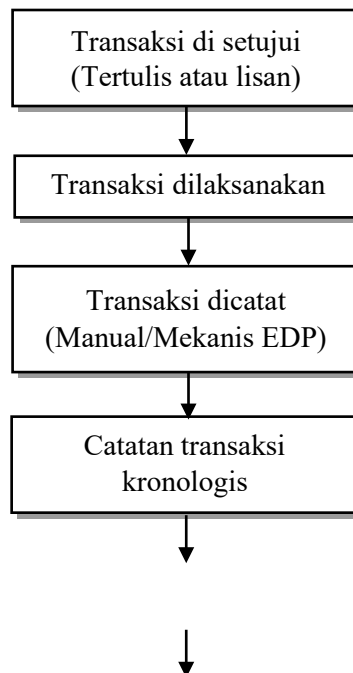 Transaksi di setujui
(Tertulis atau lisan)
Transaksi dilaksanakan
Transaksi dicatat
(Manual/Mekanis EDP)
Catatan transaksi
kronologis